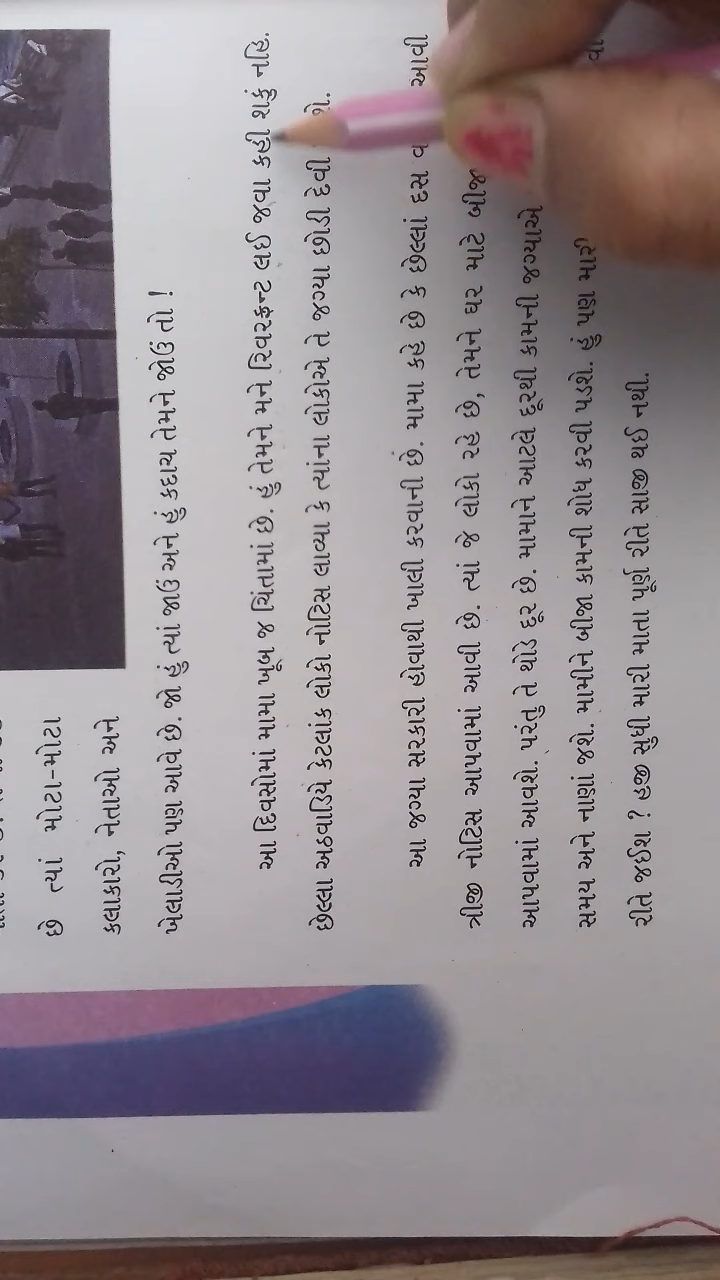 છે ત્યાં મોટા-મોટા
કલાકારો, નેતાઓ અને
ખેલાડીઓ પણ આવે છે. જો હું ત્યાં જાઉં અને હું કદાચ તેમને જોઉં તો !
આ દિવસોમાં મામા ખૂબ જ ચિંતામાં છે. હું તેમને મને રિવરફ્રન્ટ લઈ જવા કહી શકું નહિ.
છેલ્લા અઠવાડિયે કેટલાંક લોકો નોટિસ લાવ્યા કે ત્યાંના લોકોએ તે જગ્યા છોડી દેવી
આ જગ્યા સરકારી હોવાથી ખાલી કરવાની છે. મામા કહે છે કે છેલ્લાં દસ આવી
ત્રીજી નોટિસ આપવામાં આવી છે. ત્યાં જે લોકો રહે છે, તેમને ઘર માટે
આપવામાં આવશે. પરંતુ તે થોડે દૂર છે. મામાને આટલે દૂરથી કામની જગ્યાએ
સમય અને નાણાં જશે. મામીને બીજા કામની શોધ કરવી પડશે. હું પણ
રીતે જઈશ ? હજી સુધી મારી માતા પૂર્ણ રીતે સાજી થઈ નથી.